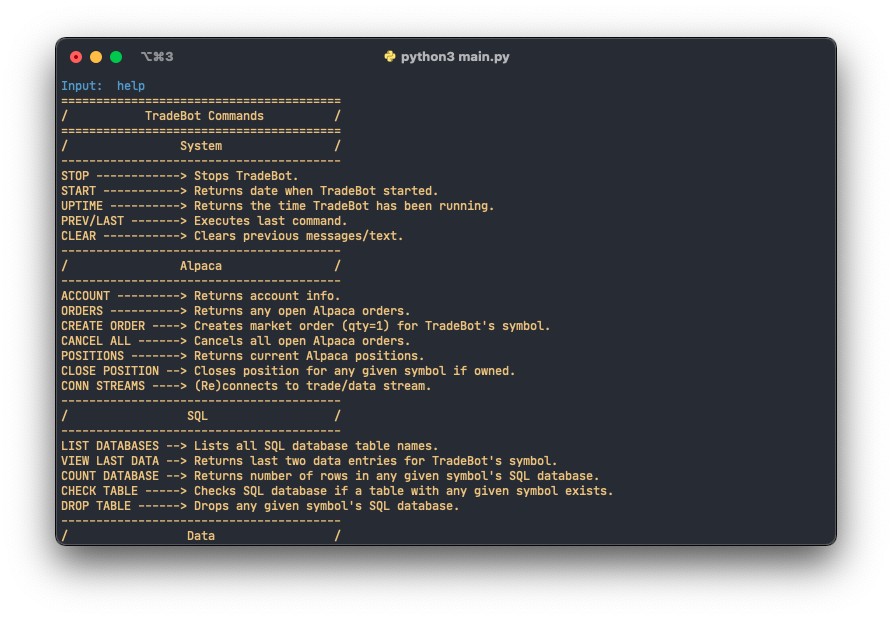 ⌥⌘3 python3 main.py
Input:  help
========================================
/           TradeBot Commands          /
========================================
/                System                /
----------------------------------------
STOP ------------> Stops TradeBot.
START -----------> Returns date when TradeBot started.
UPTIME ----------> Returns the time TradeBot has been running.
PREV/LAST -------> Executes last command.
CLEAR -----------> Clears previous messages/text.
----------------------------------------
/                Alpaca                /
----------------------------------------
ACCOUNT ---------> Returns account info.
ORDERS ----------> Returns any open Alpaca orders.
CREATE ORDER ----> Creates market order (qty=1) for TradeBot's symbol.
CANCEL ALL ------> Cancels all open Alpaca orders.
POSITIONS -------> Returns current Alpaca positions.
CLOSE POSITION --> Closes position for any given symbol if owned.
CONN STREAMS ----> (Re)connects to trade/data stream.
----------------------------------------
/                 SQL                  /
----------------------------------------
LIST DATABASES --> Lists all SQL database table names.
VIEW LAST DATA --> Returns last two data entries for TradeBot's symbol.
COUNT DATABASE --> Returns number of rows in any given symbol's SQL database.
CHECK TABLE -----> Checks SQL database if a table with any given symbol exists.
DROP TABLE ------> Drops any given symbol's SQL database.
----------------------------------------
/                 Data                 /